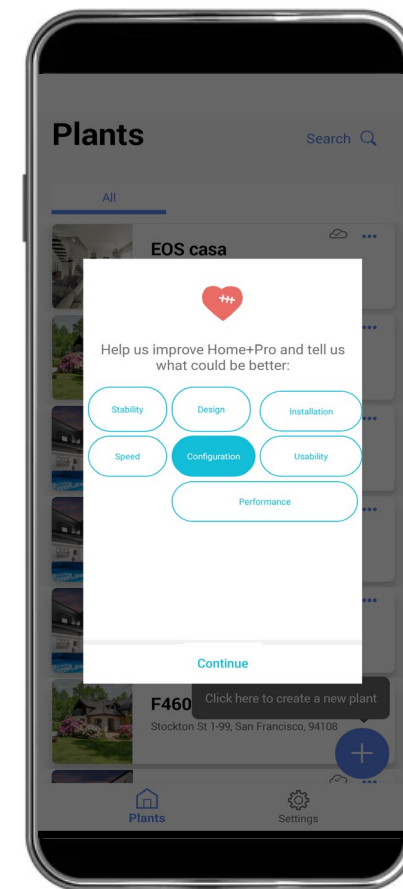 Plants
Search
All
EOS casa
Help us improve Home+Pro and tell us
what could be better:
Stability
Design
Installation
Speed
Configuration
Usability
Performance
Continue
Click here to create a new plant
F460
Stockton St 1-99, San Francisco, 94108
Plants
Settings